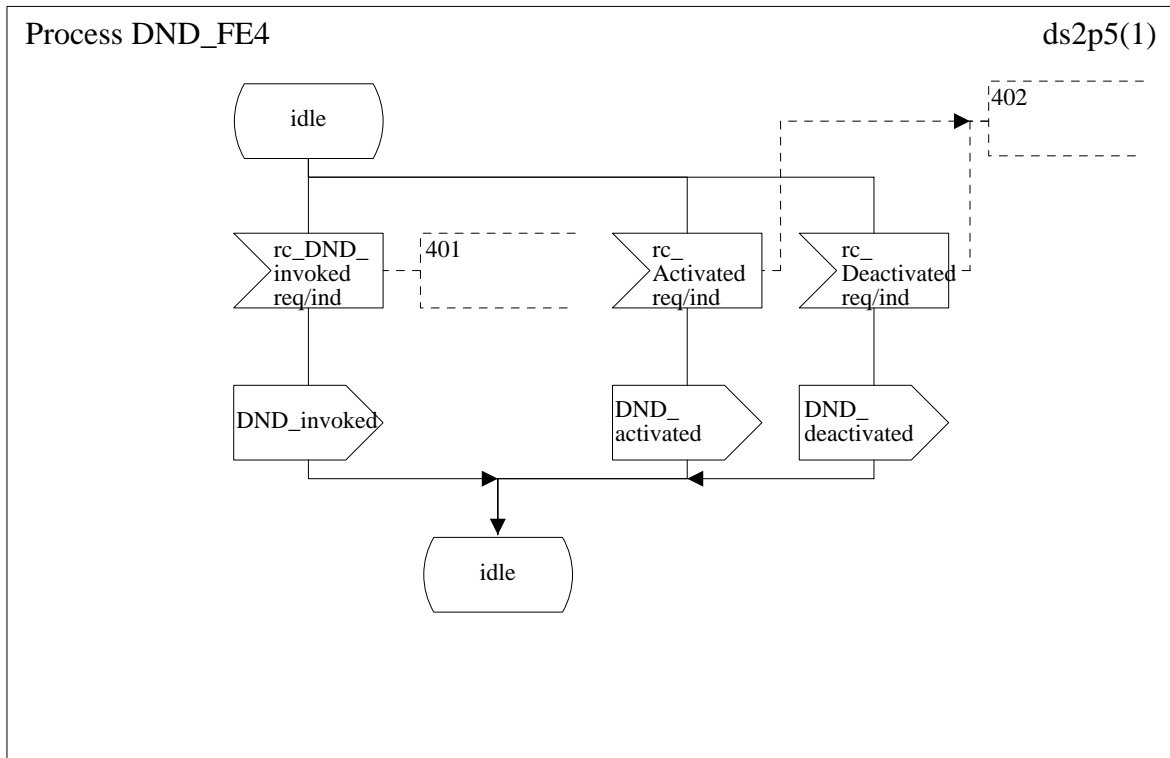 Process DND_FE4
ds2p5(1)
402
idle
rc_DND_
invoked
req/ind
401
rc_
Activated
req/ind
rc_
Deactivated
req/ind
DND_invoked
DND_
activated
DND_
deactivated
idle